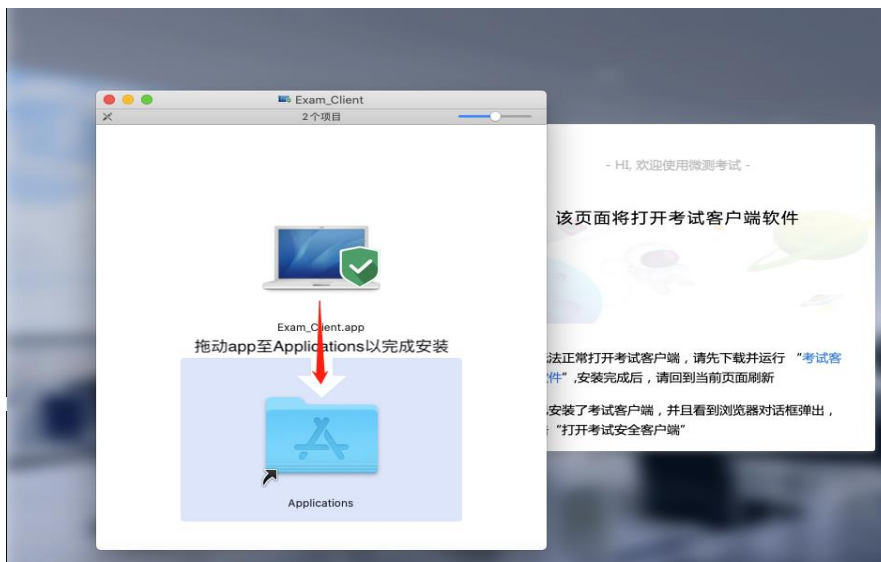 Exam_Client
2个项目
Exam_Client.app
拖动app至Applications以完成安装
Applications
- HI, 欢迎使用微测考试 -
该页面将打开考试客户端软件
法正常打开考试客户端，请先下载并运行 “考试客
件”,安装完成后，请回到当前页面刷新
安装了考试客户端，并且看到浏览器对话框弹出，
“打开考试安全客户端”